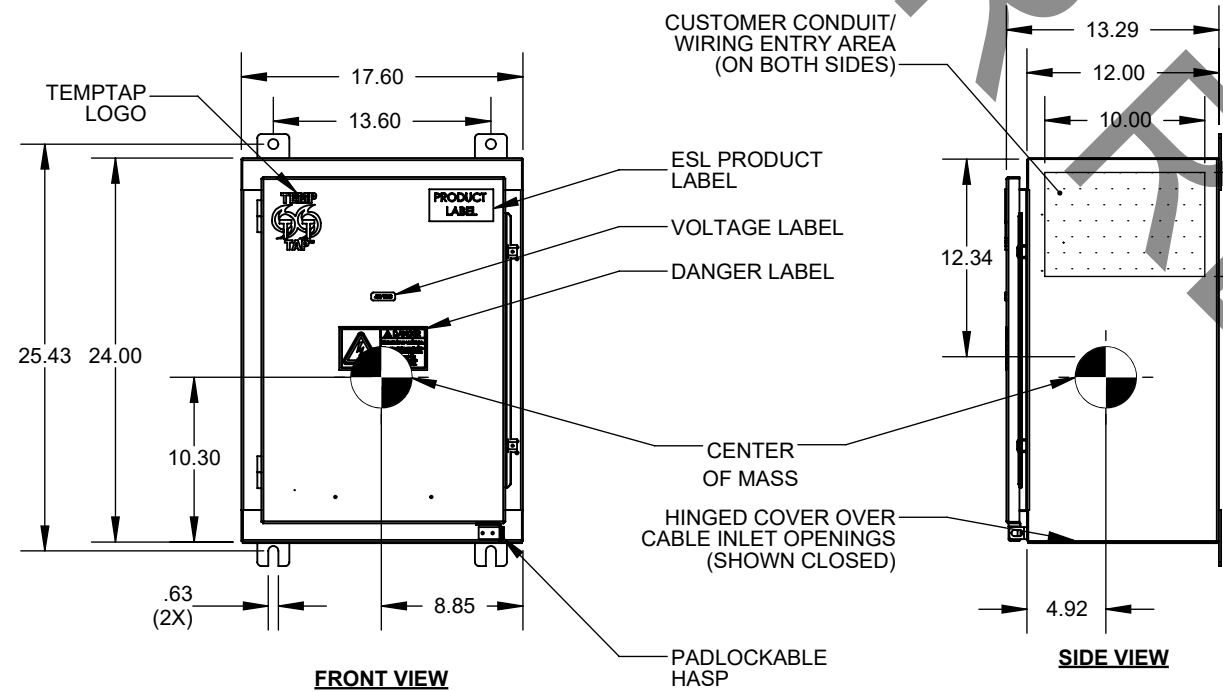 CUSTOMER CONDUIT/
WIRING ENTRY AREA
(ON BOTH SIDES)
13.29
12.00
10.00
17.60
13.60
TEMPTAP
LOGO
ESL PRODUCT
LABEL
TEMP
TAP
PRODUCT
LABEL
VOLTAGE LABEL
DANGER LABEL
12.34
25.43
24.00
10.30
CENTER
OF MASS
HINGED COVER OVER
CABLE INLET OPENINGS
(SHOWN CLOSED)
.63
(2X)
8.85
4.92
PADLOCKABLE
HASP
FRONT VIEW
SIDE VIEW